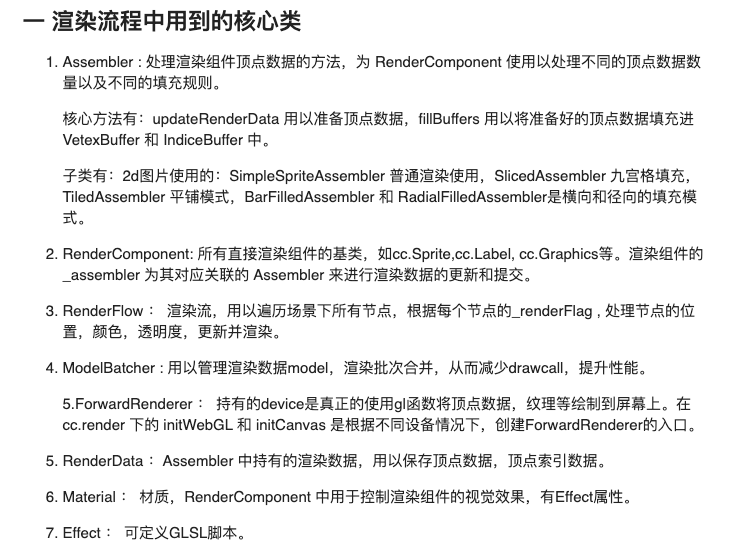 一 渲染流程中用到的核心类
1. Assembler : 处理渲染组件顶点数据的方法，为 RenderComponent 使用以处理不同的顶点数据数
量以及不同的填充规则。
核心方法有：updateRenderData 用以准备顶点数据，fillBuffers 用以将准备好的顶点数据填充进
VetexBuffer 和 IndiceBuffer 中。
子类有：2d图片使用的：SimpleSpriteAssembler 普通渲染使用，SlicedAssembler 九宫格填充，
TiledAssembler 平铺模式，BarFilledAssembler 和 RadialFilledAssembler是横向和径向的填充模
式。
2. RenderComponent: 所有直接渲染组件的基类，如cc.Sprite,cc.Label, cc.Graphics等。渲染组件的
_assembler 为其对应关联的 Assembler 来进行渲染数据的更新和提交。
3. RenderFlow： 渲染流，用以遍历场景下所有节点，根据每个节点的_renderFlag , 处理节点的位
置，颜色，透明度，更新并渲染。
4. ModelBatcher : 用以管理渲染数据model，渲染批次合并，从而减少drawcall，提升性能。
5.ForwardRenderer： 持有的device是真正的使用gl函数将顶点数据，纹理等绘制到屏幕上。在
cc.render 下的 initWebGL 和 initCanvas 是根据不同设备情况下，创建ForwardRenderer的入口。
5. RenderData：Assembler 中持有的渲染数据，用以保存顶点数据，顶点索引数据。
6. Material： 材质，RenderComponent 中用于控制渲染组件的视觉效果，有Effect属性。
7. Effect： 可定义GLSL脚本。